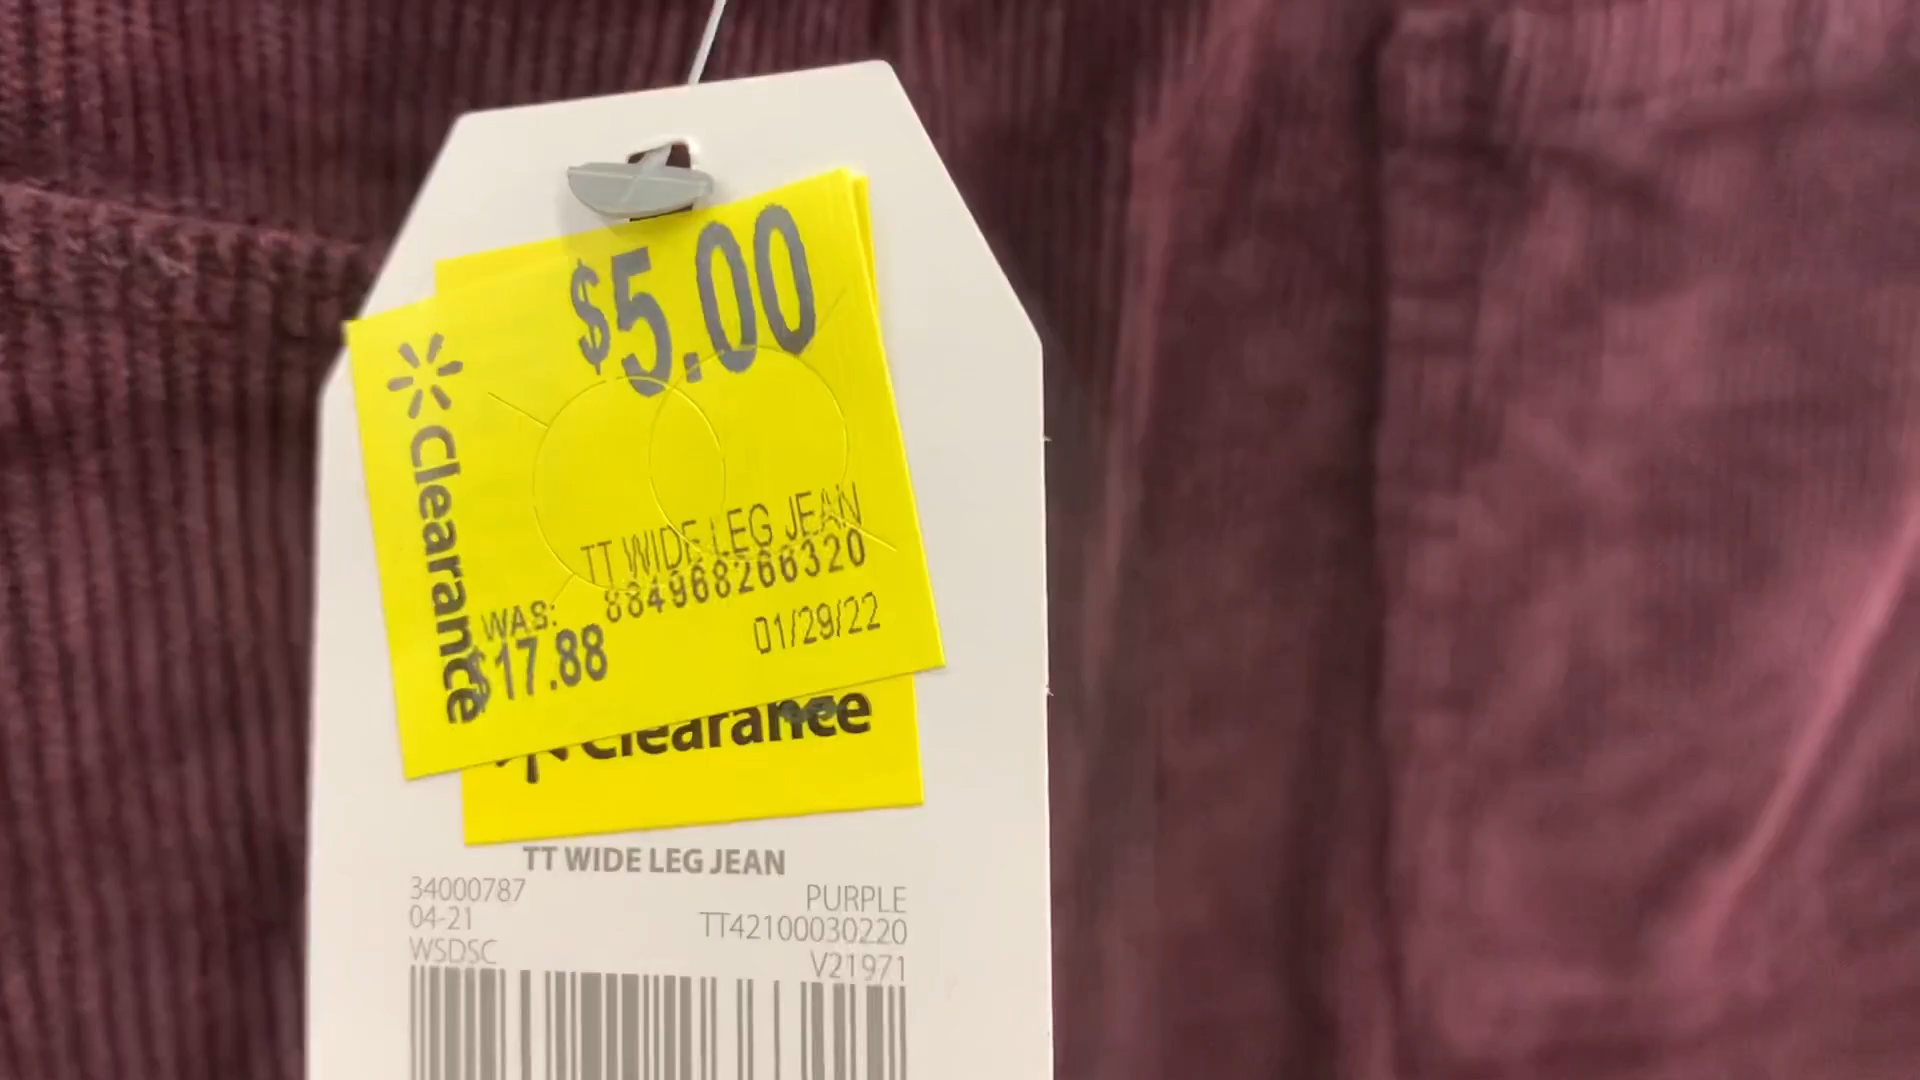 $5.00
Clearance
TT WIDE LEG JEAN
884968266320
WAS:
01/29/22
$17.88
Clearance
TT WIDE LEG JEAN
34000787
PURPLE
04-21
TT42100030220
WSDSC
V21971